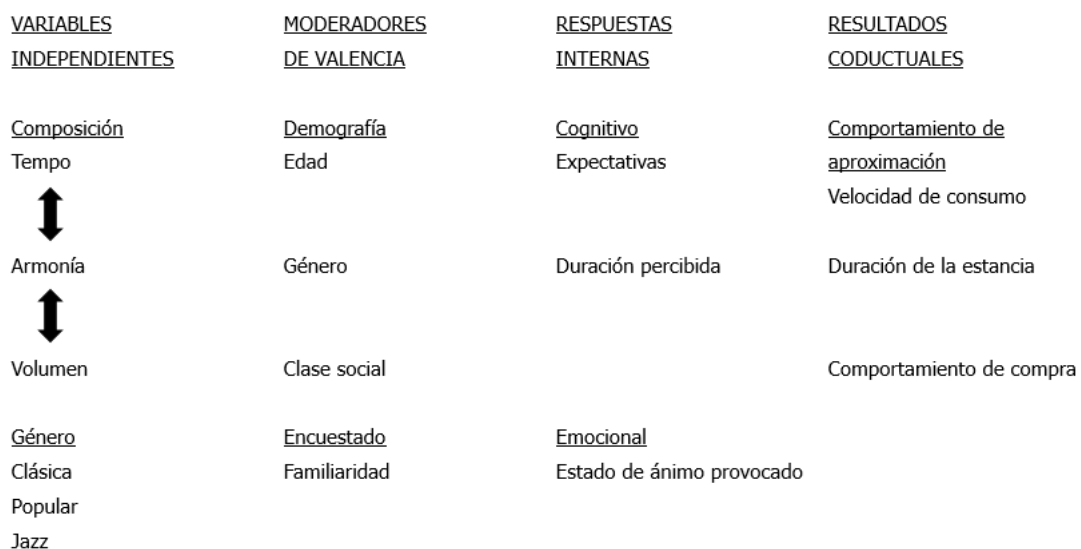 VARIABLES MODERADORES RESPUESTAS RESULTADOS
INDEPENDIENTES DE VALENCIA INTERNAS CODUCTUALES
Composición Demografía Cognitivo Comportamiento de
Tempo Edad Expectativas aproximación
Velocidad de consumo
Armonía Género Duración percibida Duración de la estancia
Volumen Clase social Comportamiento de compra
Género Encuestado Emocional
Clásica Familiaridad Estado de ánimo provocado
Popular
Jazz